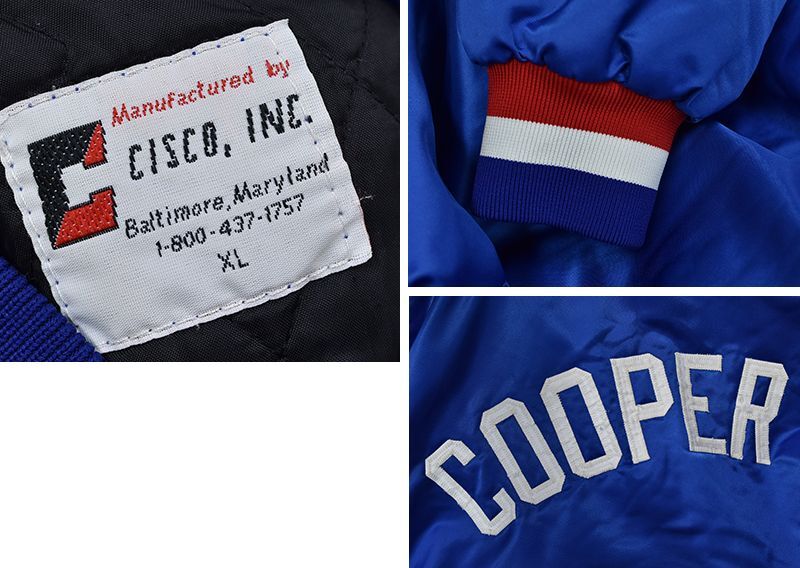 Manufactured by
CISCO, INC.
Baltimore, Maryland
1-800-437-1757
XL
COOPER